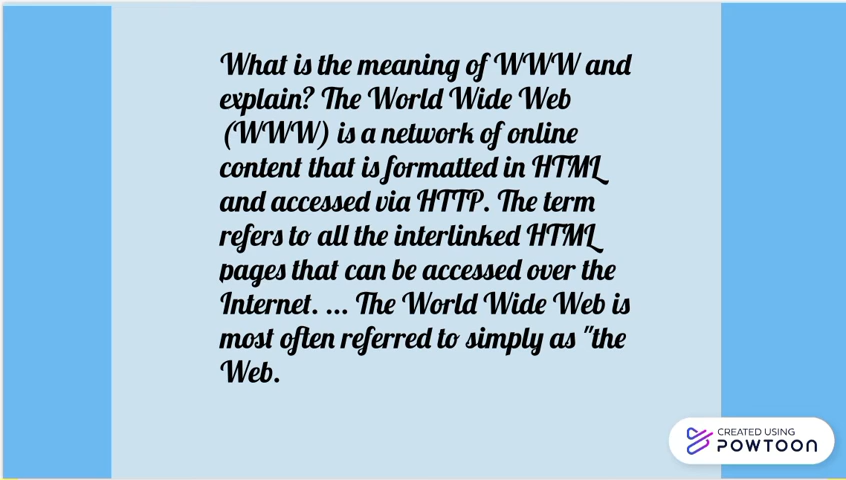 What is the meaning of WWW and
explain? The World Wide Web
(WWW) is a network of online
content that is formatted in HTML
and accessed via HTTP. The term
refers to all the interlinked HTML
pages that can be accessed over the
Internet. ... The World Wide Web is
most often referred to simply as "the
Web.
CREATED USING
POWTOON